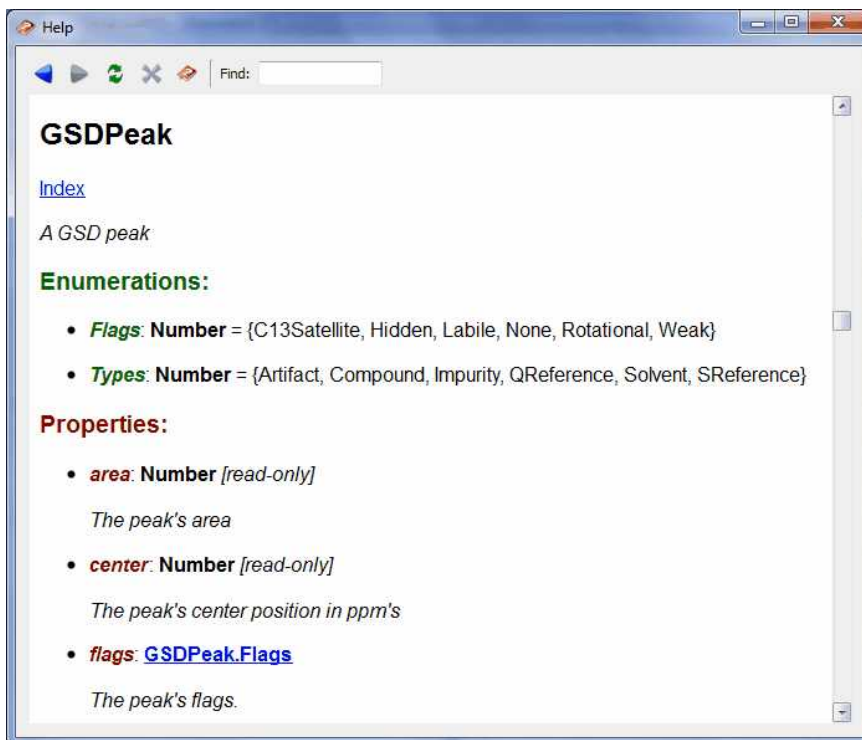 Help
Find:
GSDPeak
Index
A GSD peak
Enumerations:
• Flags: Number = {C13Satellite, Hidden, Labile, None, Rotational, Weak}
• Types: Number = {Artifact, Compound, Impurity, QReference, Solvent, SReference}
Properties:
• area: Number [read-only]
The peak's area
• center: Number [read-only]
The peak's center position in ppm's
• flags: GSDPeak.Flags
The peak's flags.